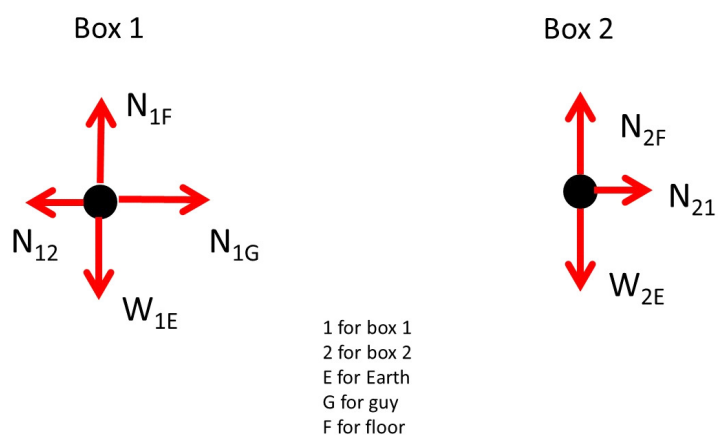 Box 1
Box 2
N1F
N2F
N21
N12
N1G
W2E
W1E
1 for box 1
2 for box 2
E for Earth
G for guy
F for floor